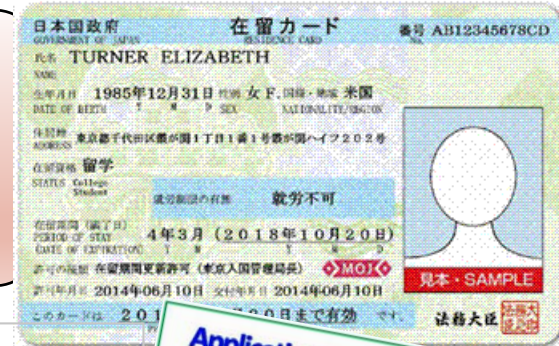 日本国政府 在留カード 番号 AB12345678CD
GOVERNMENT OF JAPAN RESIDENCE CARD No.
氏名 TURNER ELIZABETH
NAME
生年月日 1985年12月31日 性別 女 F. 国籍・地域 米国
DATE OF BIRTH Y M D SEX NATIONALITY/REGION
住居地 東京都千代田区霞が関1丁目1番1号霞が関ハイツ202号
ADDRESS
在留資格 留学
STATUS College
Student
就労制限の有無 就労不可
在留期間(満了日) 4年3月(2018年10月20日)
PERIOD OF STAY
(DATE OF EXPIRATION) Y M Y M D
許可の種類 在留期間更新許可(東京入国管理局長) MOJ
見本・SAMPLE
許可年月日 2014年06月10日 交付年月日 2014年06月10日
このカードは 201 0日まで有効 です。 法務大臣